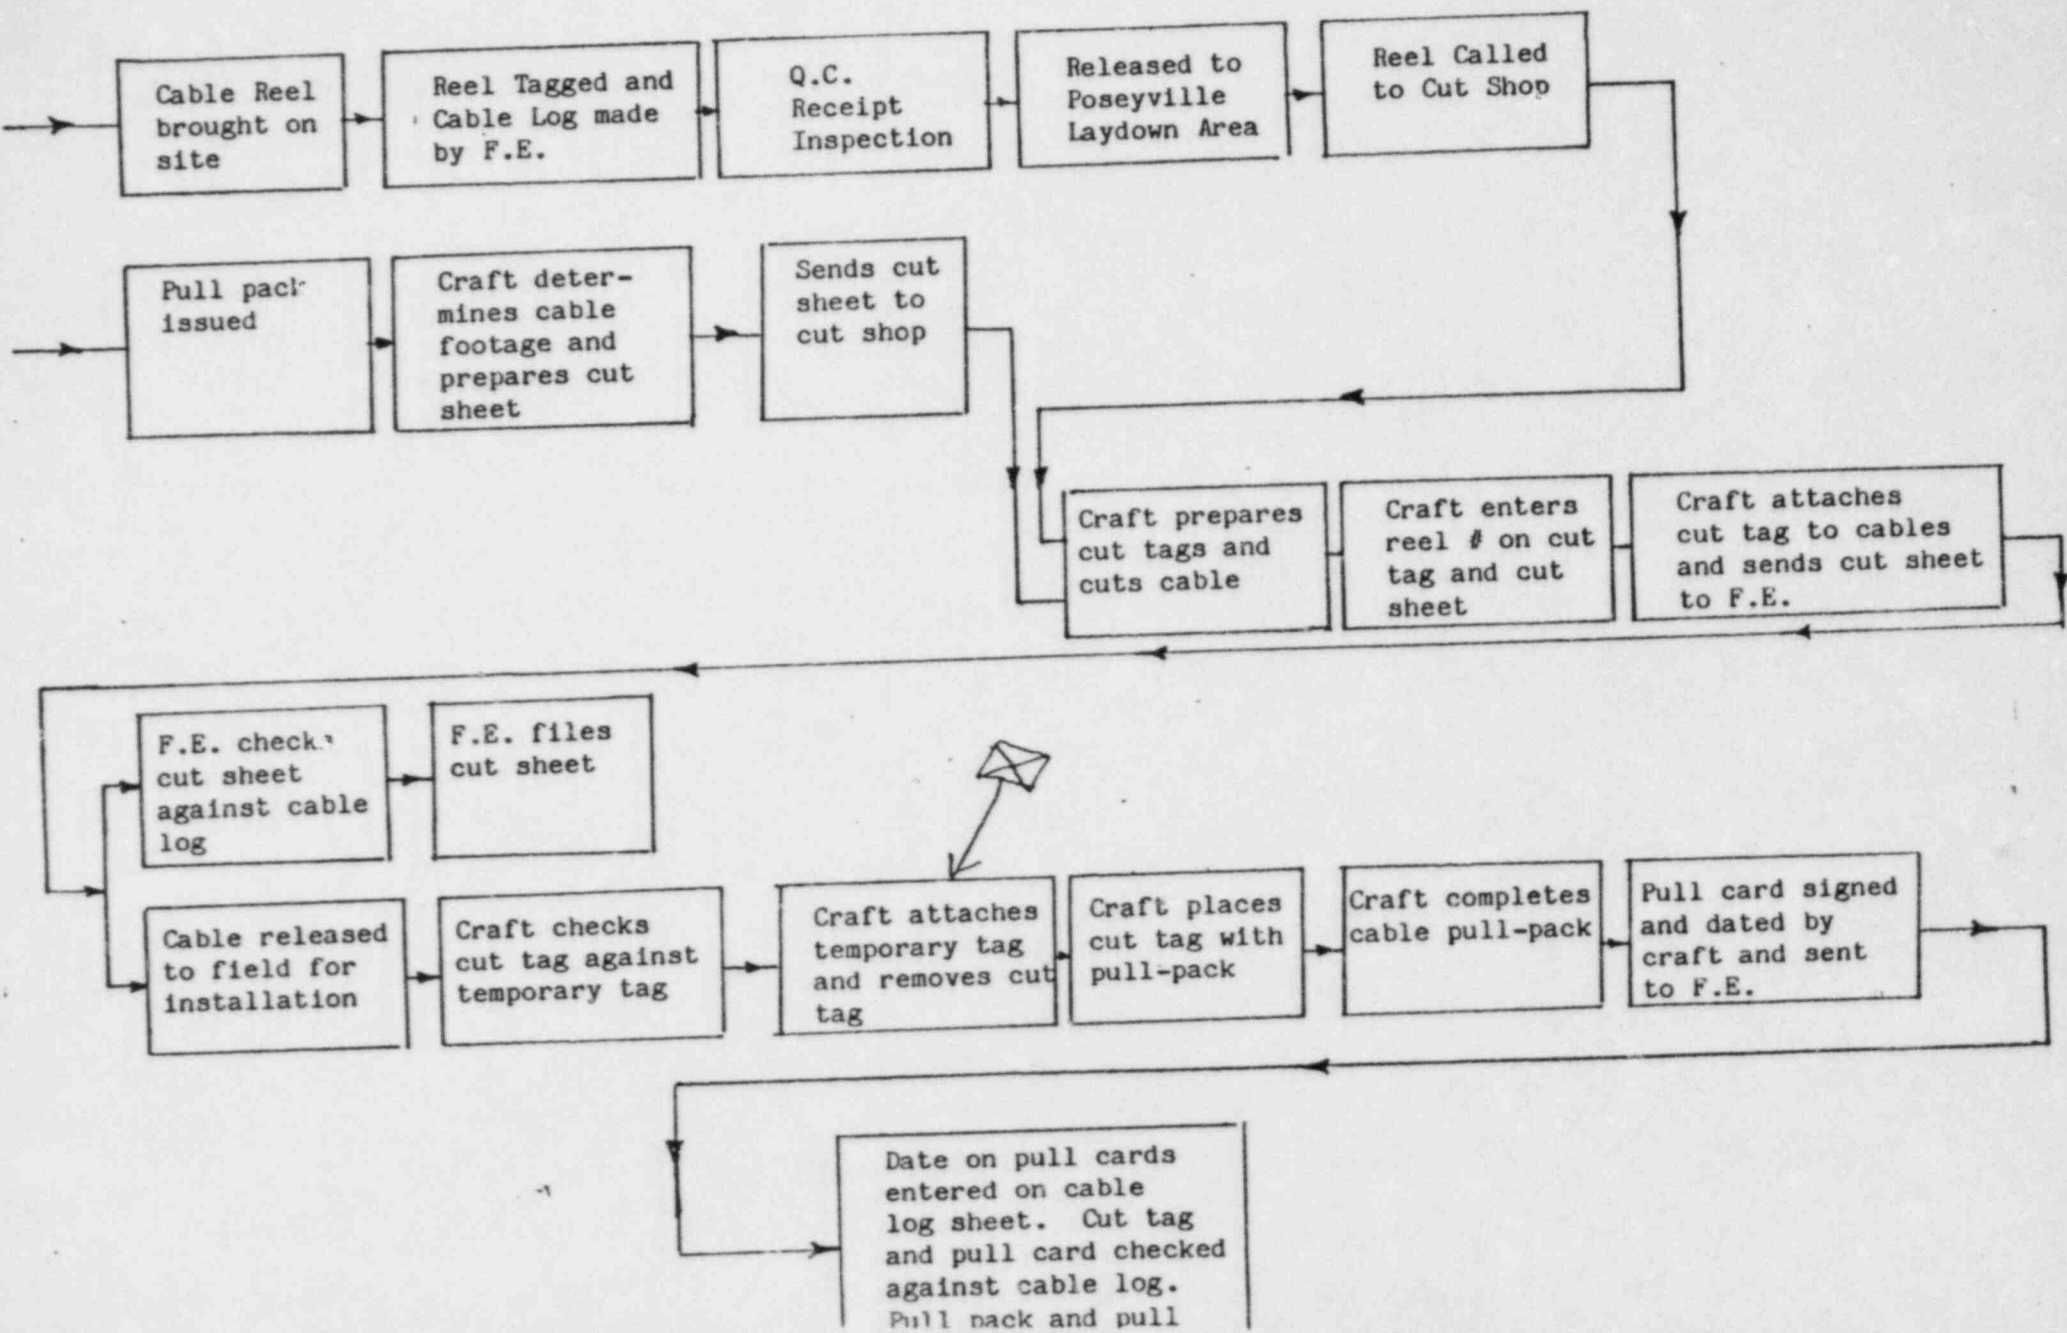 Cable Reel
brought on
site
Reel Tagged and
Cable Log made
by F.E.
Q.C.
Receipt
Inspection
Released to
Poseyville
Laydown Area
Reel Called
to Cut Shop
Pull pack
issued
Craft deter-
mines cable
footage and
prepares cut
sheet
Sends cut
sheet to
cut shop
Craft prepares
cut tags and
cuts cable
Craft enters
reel # on cut
tag and cut
sheet
Craft attaches
cut tag to cables
and sends cut sheet
to F.E.
F.E. checks
cut sheet
against cable
log
F.E. files
cut sheet
Cable released
to field for
installation
Craft checks
cut tag against
temporary tag
Craft attaches
temporary tag
and removes cut
tag
Craft places
cut tag with
pull-pack
Craft completes
cable pull-pack
Pull card signed
and dated by
craft and sent
to F.E.
Date on pull cards
entered on cable
log sheet. Cut tag
and pull card checked
against cable log.
Pull pack and pull